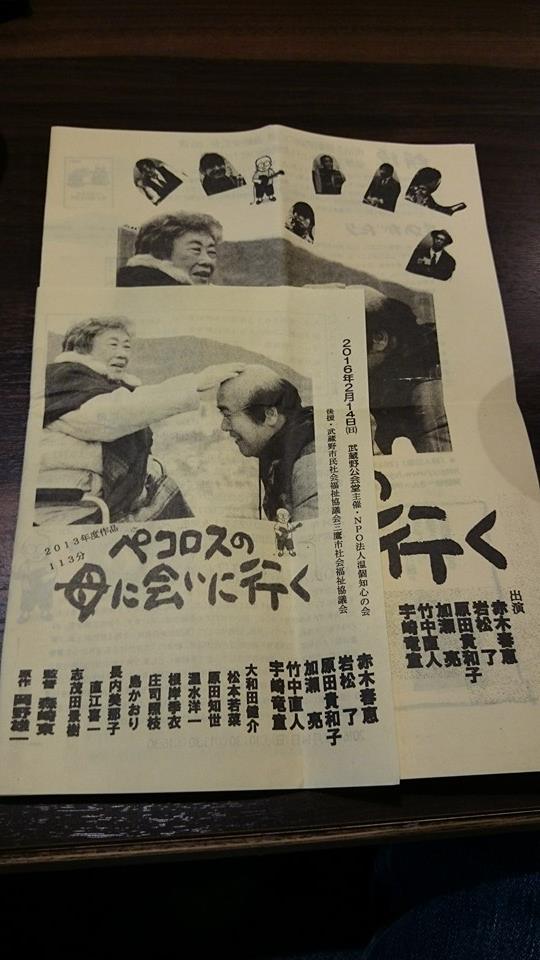 2016年2月14日(日) 武蔵野公会堂
主催・NPO法人温個知心の会
後援・武蔵野市民社会福祉協議会三鷹市社会福祉協議会
2013年度作品
113分
ペコロスの
母に会いに行く
赤木春恵
岩松 了
原田貴和子
加瀬 亮
竹中直人
宇崎竜童
大和田健介
松本若菜
原田知世
温水洋一
根岸季衣
庄司照枝
島かおり
長内美那子
直江喜一
志茂田景樹
監督 森崎東
原作 岡野雄一
行く
出演
赤木春恵
岩松 了
原田貴和子
加瀬 亮
竹中直人
宇崎竜童